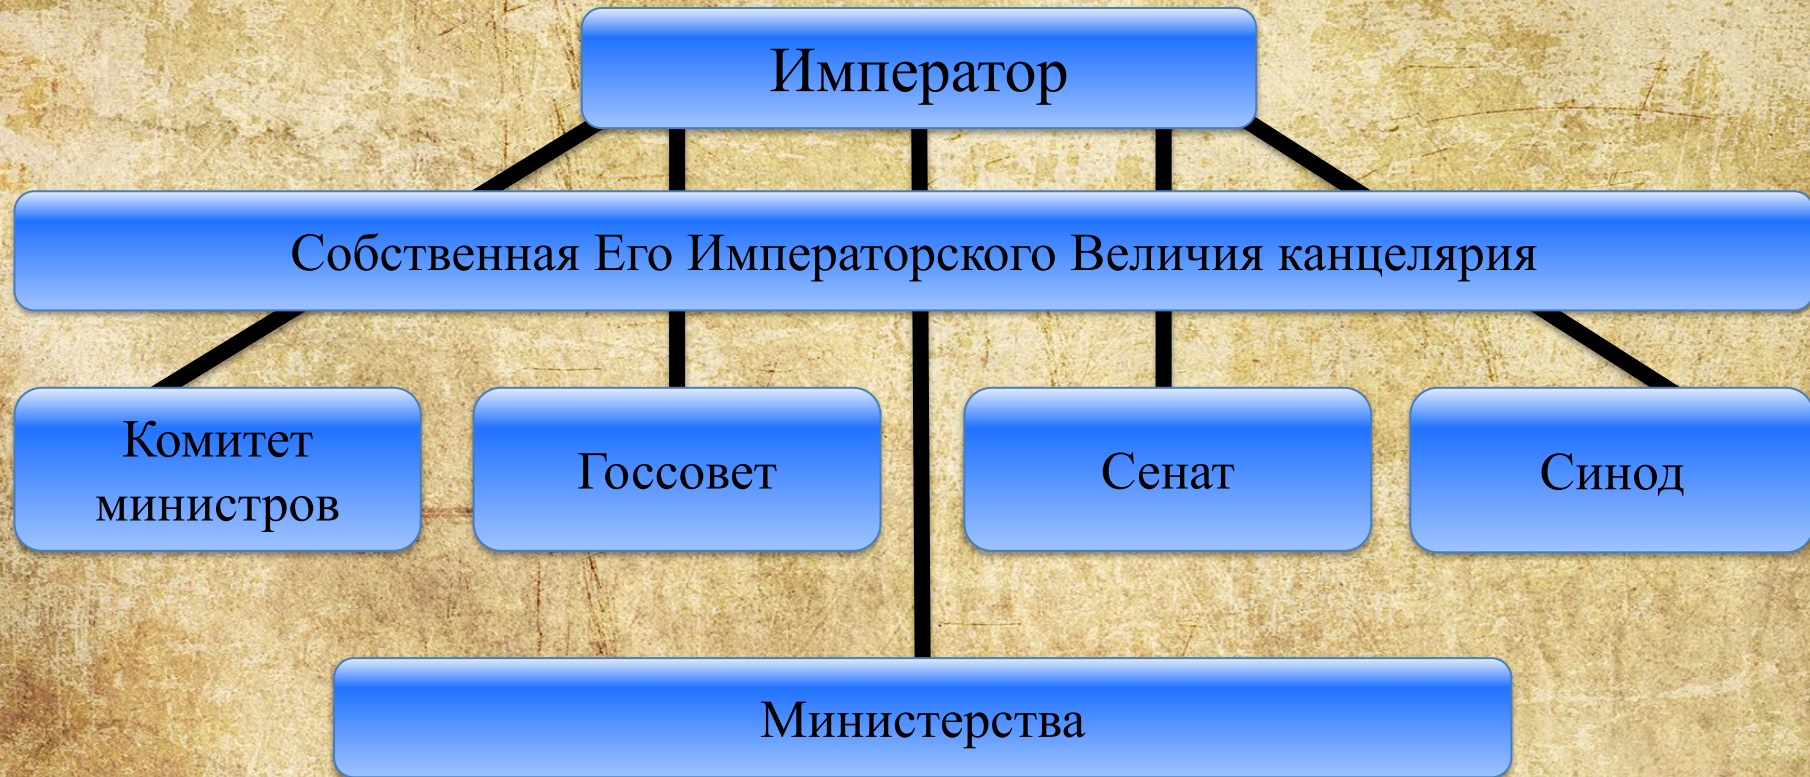 Император
Собственная Его Императорского Величия канцелярия
Комитет
министров
Госсовет
Сенат
Синод
Министерства